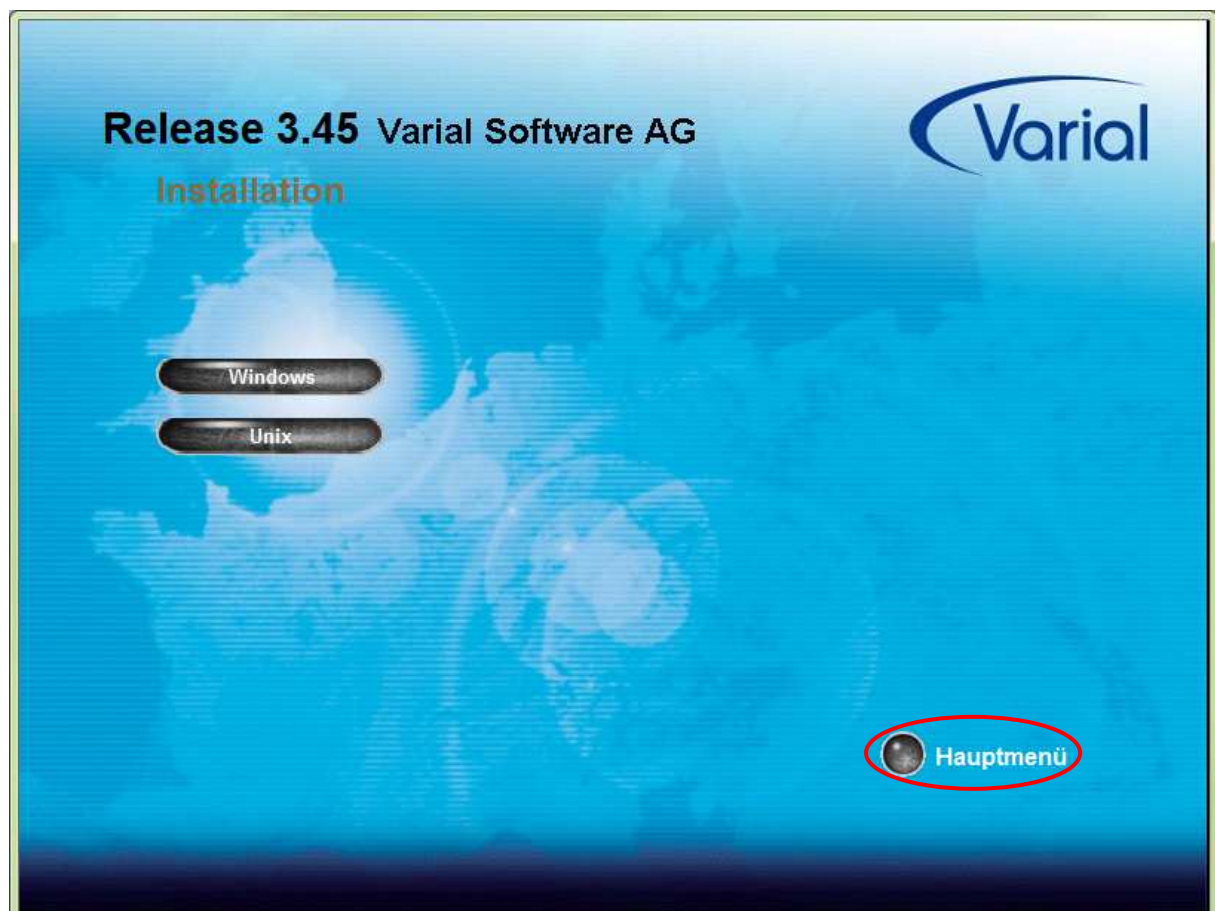 Release 3.45 Varial Software AG
Varial
Installation
Windows
Unix
Hauptmenü